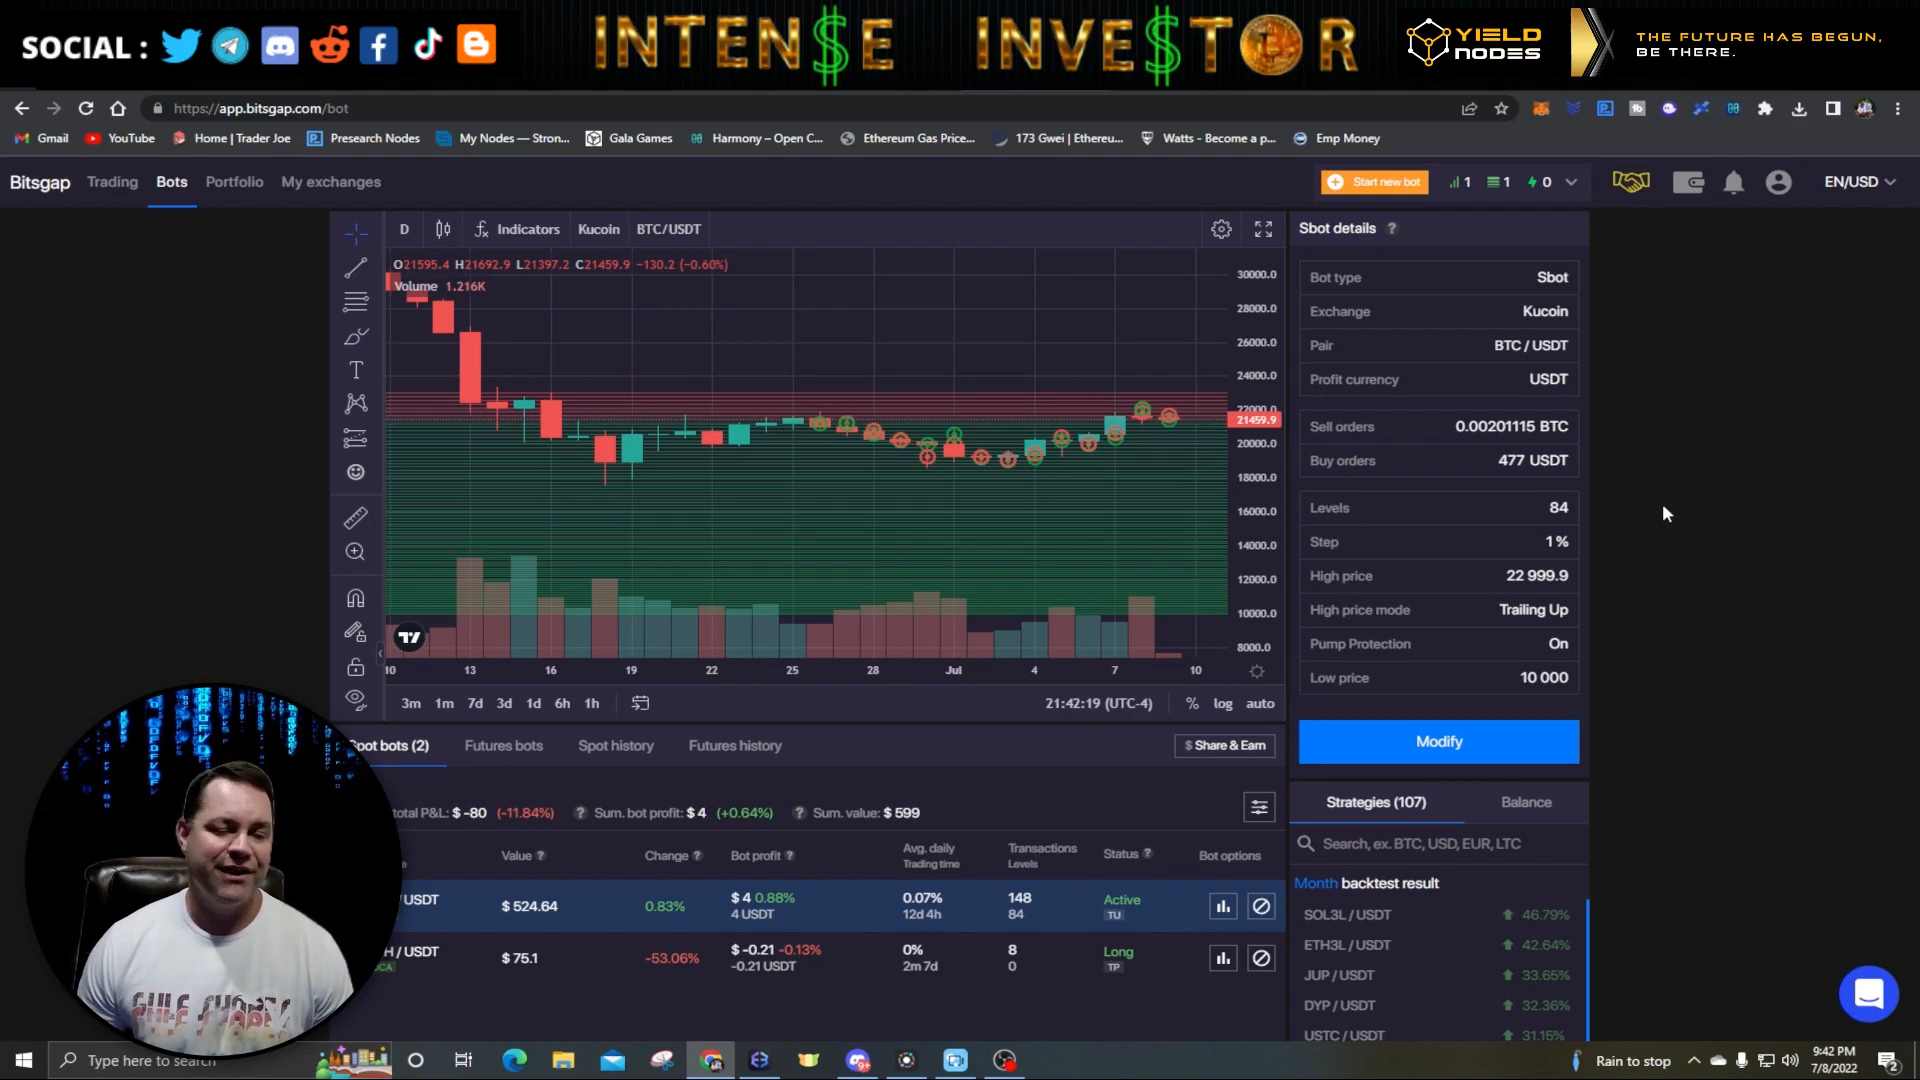 SOCIAL :
INTEN$E INVE$TOR
YIELD NODES
THE FUTURE HAS BEGUN,
BE THERE.
https://app.bitsgap.com/bot
Gmail YouTube Home | Trader Joe Presearch Nodes My Nodes — Stron... Gala Games Harmony – Open C... Ethereum Gas Price... 173 Gwei | Ethereu... Watts - Become a p... Emp Money
Bitsgap Trading Bots Portfolio My exchanges Start new bot 1 1 0 EN/USD
D Indicators Kucoin BTC/USDT
O21595.4 H21692.9 L21397.2 C21459.9 −130.2 (−0.60%)
Volume 1.216K
30000.0
28000.0
26000.0
24000.0
22000.0
21459.9
20000.0
18000.0
16000.0
14000.0
12000.0
10000.0
8000.0
10 13 16 19 22 25 28 Jul 4 7 10
3m 1m 7d 3d 1d 6h 1h 21:42:19 (UTC-4) % log auto
Sbot details ?
Bot type Sbot
Exchange Kucoin
Pair BTC / USDT
Profit currency USDT
Sell orders 0.00201115 BTC
Buy orders 477 USDT
Levels 84
Step 1 %
High price 22 999.9
High price mode Trailing Up
Pump Protection On
Low price 10 000
Modify
Spot bots (2) Futures bots Spot history Futures history $ Share & Earn
total P&L: $ -80 (-11.84%) ? Sum. bot profit: $ 4 (+0.64%) ? Sum. value: $ 599
Value ? Change ? Bot profit ? Avg. daily Trading time Transactions Levels Status ? Bot options
/ USDT $ 524.64 0.83% $ 4 0.88% 0.07% 148 Active
4 USDT 12d 4h 84 TU
H / USDT $ 75.1 -53.06% $ -0.21 -0.13% 0% 8 Long
-0.21 USDT 2m 7d 0 TP
Strategies (107) Balance
Search, ex. BTC, USD, EUR, LTC
Month backtest result
SOL3L / USDT 46.79%
ETH3L / USDT 42.64%
JUP / USDT 33.65%
DYP / USDT 32.36%
USTC / USDT 31.15%
Type here to search
9+
Rain to stop
9:42 PM
7/8/2022
2